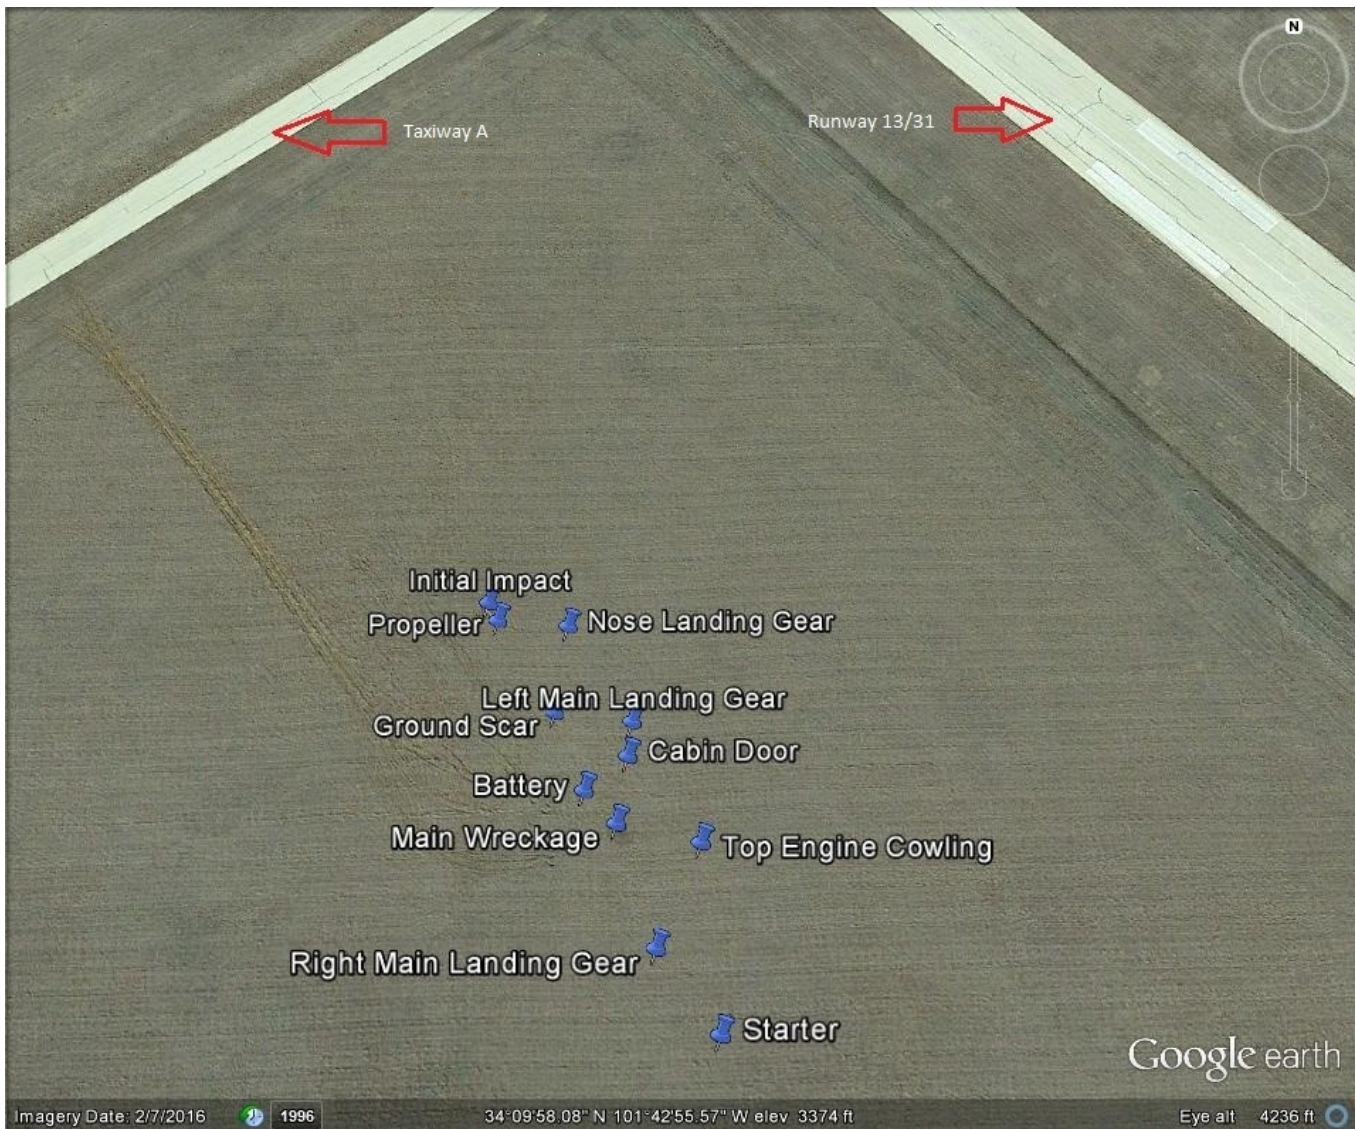 N
Taxiway A
Runway 13/31
Initial Impact
Propeller
Nose Landing Gear
Left Main Landing Gear
Ground Scar
Cabin Door
Battery
Main Wreckage
Top Engine Cowling
Right Main Landing Gear
Starter
Google earth
Imagery Date: 2/7/2016 1996 34°09'58.08" N 101°42'55.57" W elev 3374 ft Eye alt 4236 ft